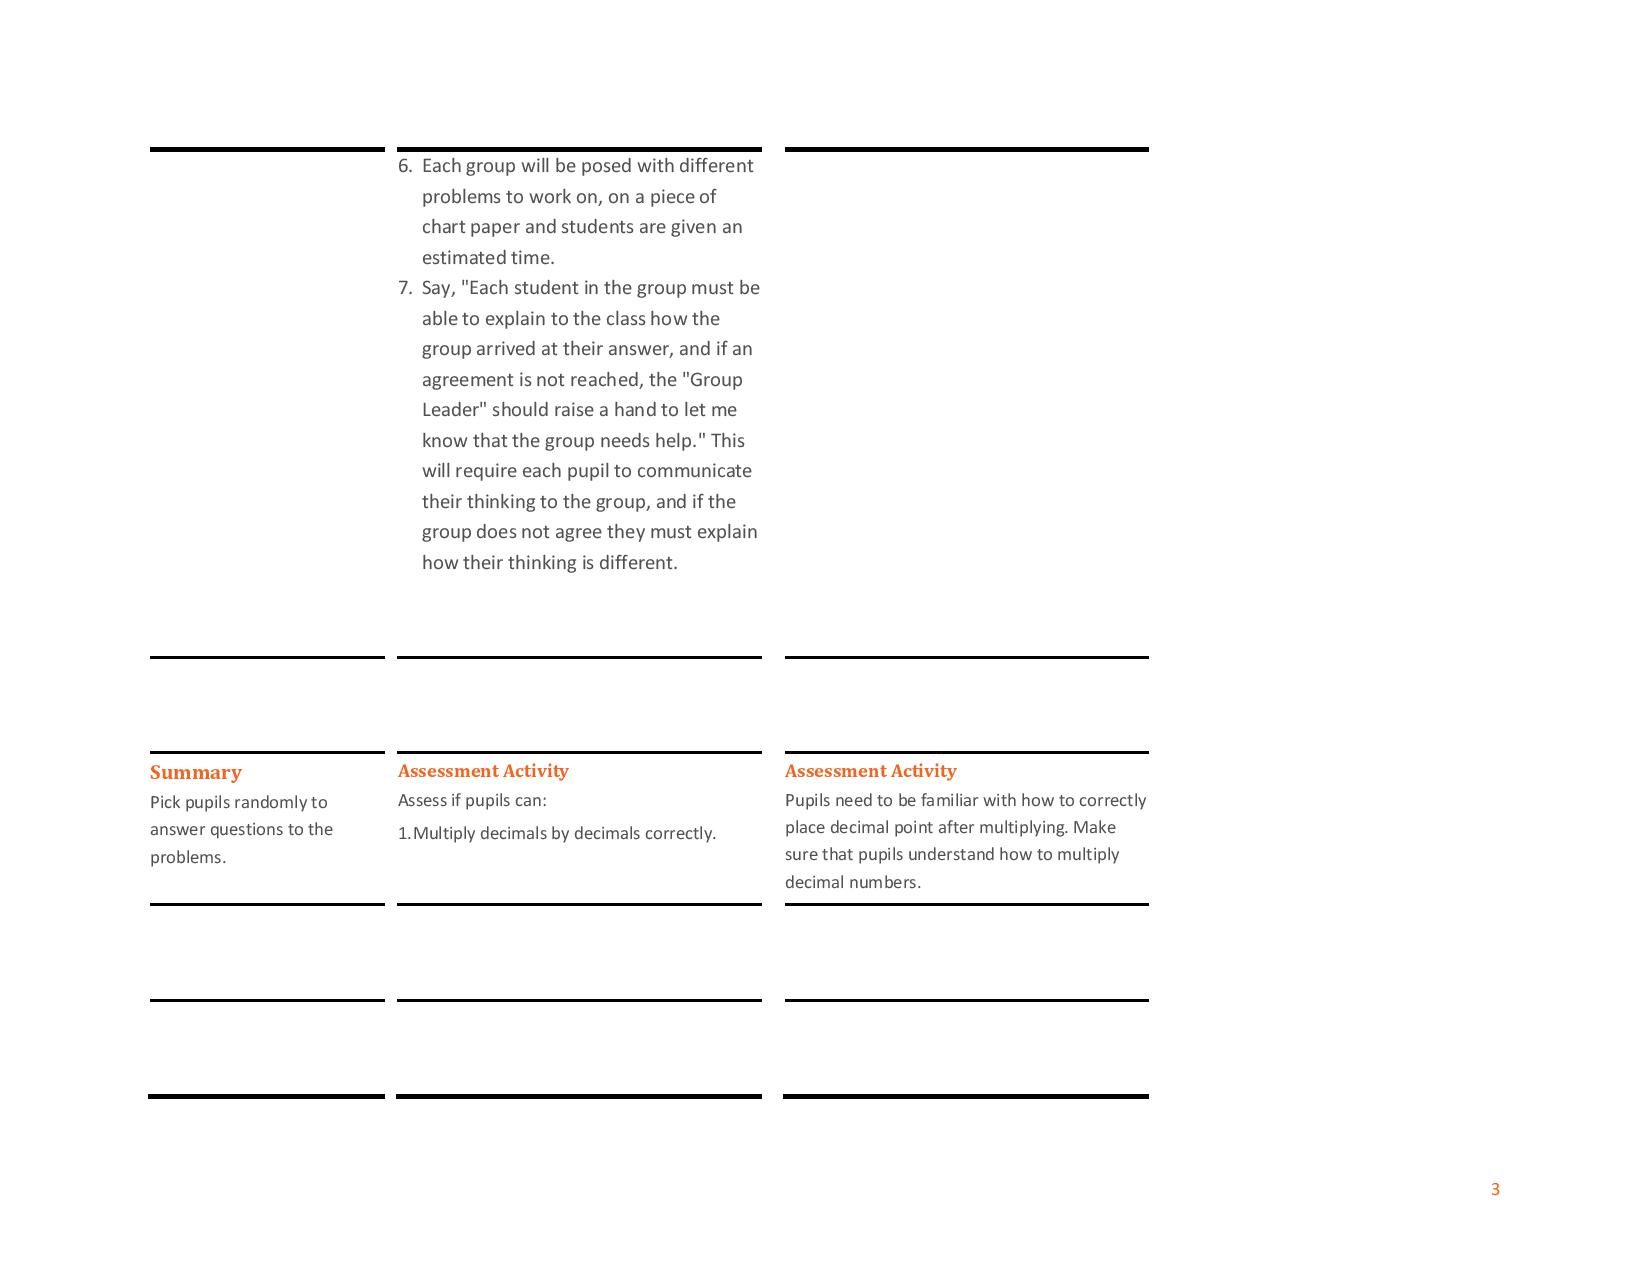 6. Each group will be posed with different
problems to work on, on a piece of
chart paper and students are given an
estimated time.
7. Say, "Each student in the group must be
able to explain to the class how the
group arrived at their answer, and if an
agreement is not reached, the "Group
Leader" should raise a hand to let me
know that the group needs help." This
will require each pupil to communicate
their thinking to the group, and if the
group does not agree they must explain
how their thinking is different.
Summary
Pick pupils randomly to
answer questions to the
problems.
Assessment Activity
Assess if pupils can:
1.Multiply decimals by decimals correctly.
Assessment Activity
Pupils need to be familiar with how to correctly
place decimal point after multiplying. Make
sure that pupils understand how to multiply
decimal numbers.
3